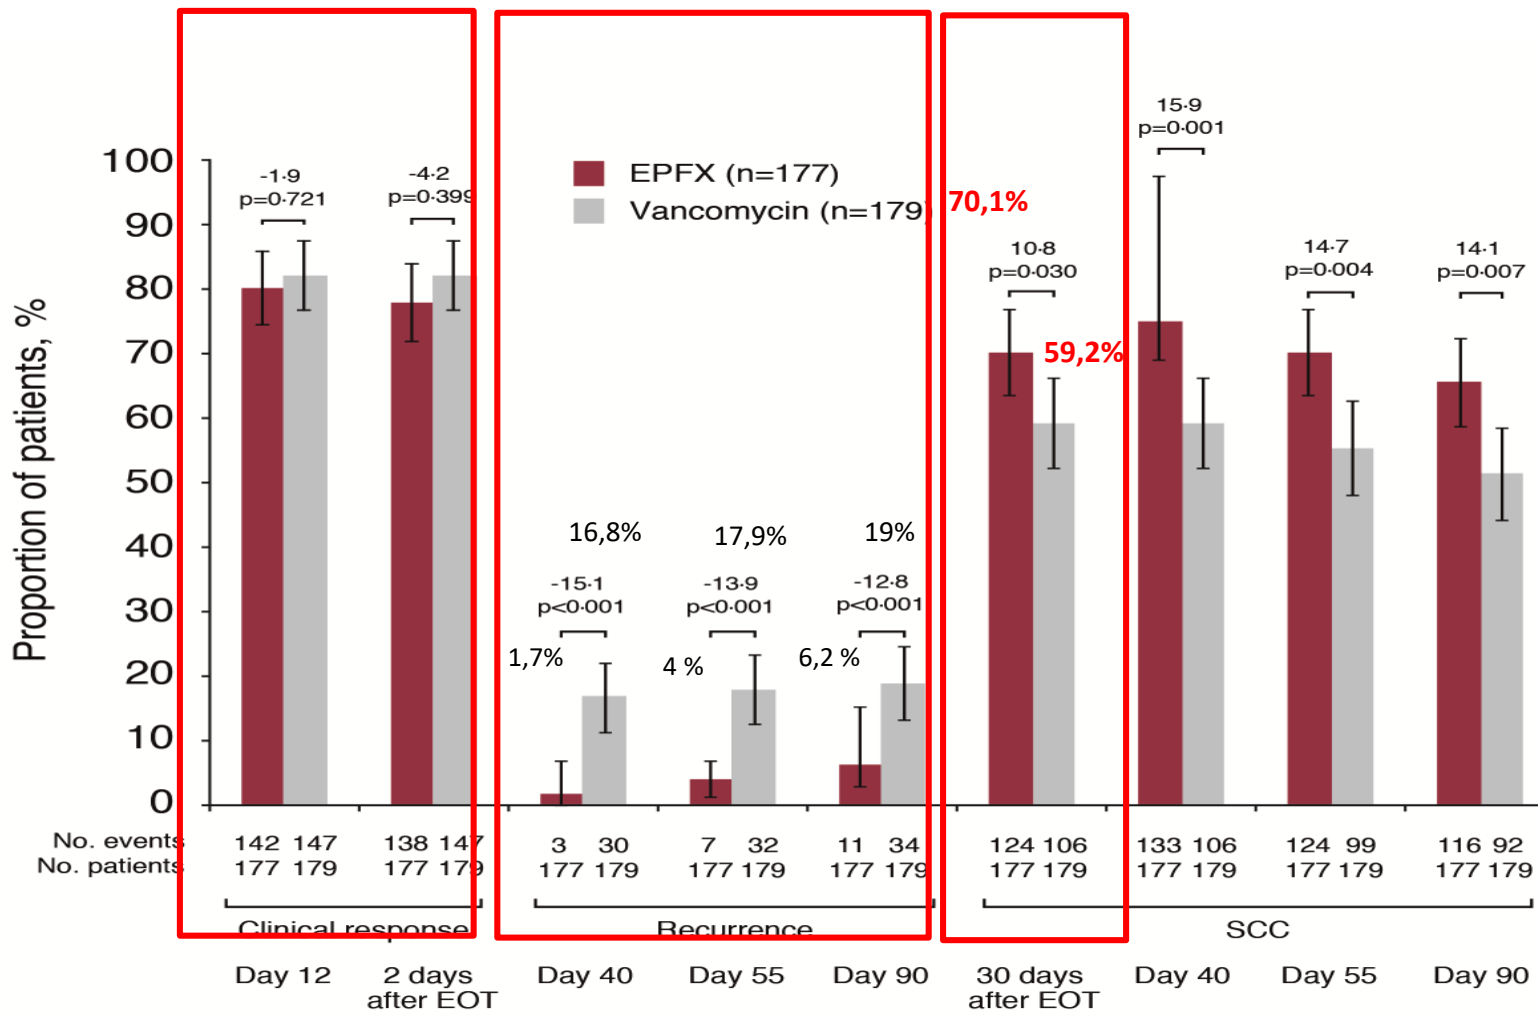 15·9
p=0·001
100
-1·9
p=0·721
-4·2
p=0·399
EPFX (n=177)
Vancomycin (n=179)
70,1%
90
10·8
p=0·030
14·7
p=0·004
14·1
p=0·007
80
70
59,2%
60
50
40
16,8%
17,9%
19%
-15·1
p<0·001
-13·9
p<0·001
-12·8
p<0·001
30
1,7%
4 %
6,2 %
20
10
0
Proportion of patients, %
No. events 142 147 138 147 3 30 7 32 11 34 124 106 133 106 124 99 116 92
No. patients 177 179 177 179 177 179 177 179 177 179 177 179 177 179 177 179 177 179
Clinical response Recurrence SCC
Day 12 2 days after EOT Day 40 Day 55 Day 90 30 days after EOT Day 40 Day 55 Day 90